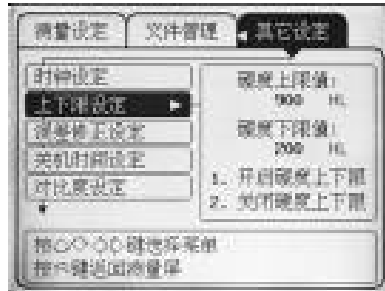 测量设定 文件管理 其它设定
时钟设定
上下限设定
误差修正设定
关机时间设定
对比度设定
硬度上限值:
900 HL
硬度下限值:
200 HL
1. 开启硬度上下限
2. 关闭硬度上下限
键选择菜单
键返回测量屏